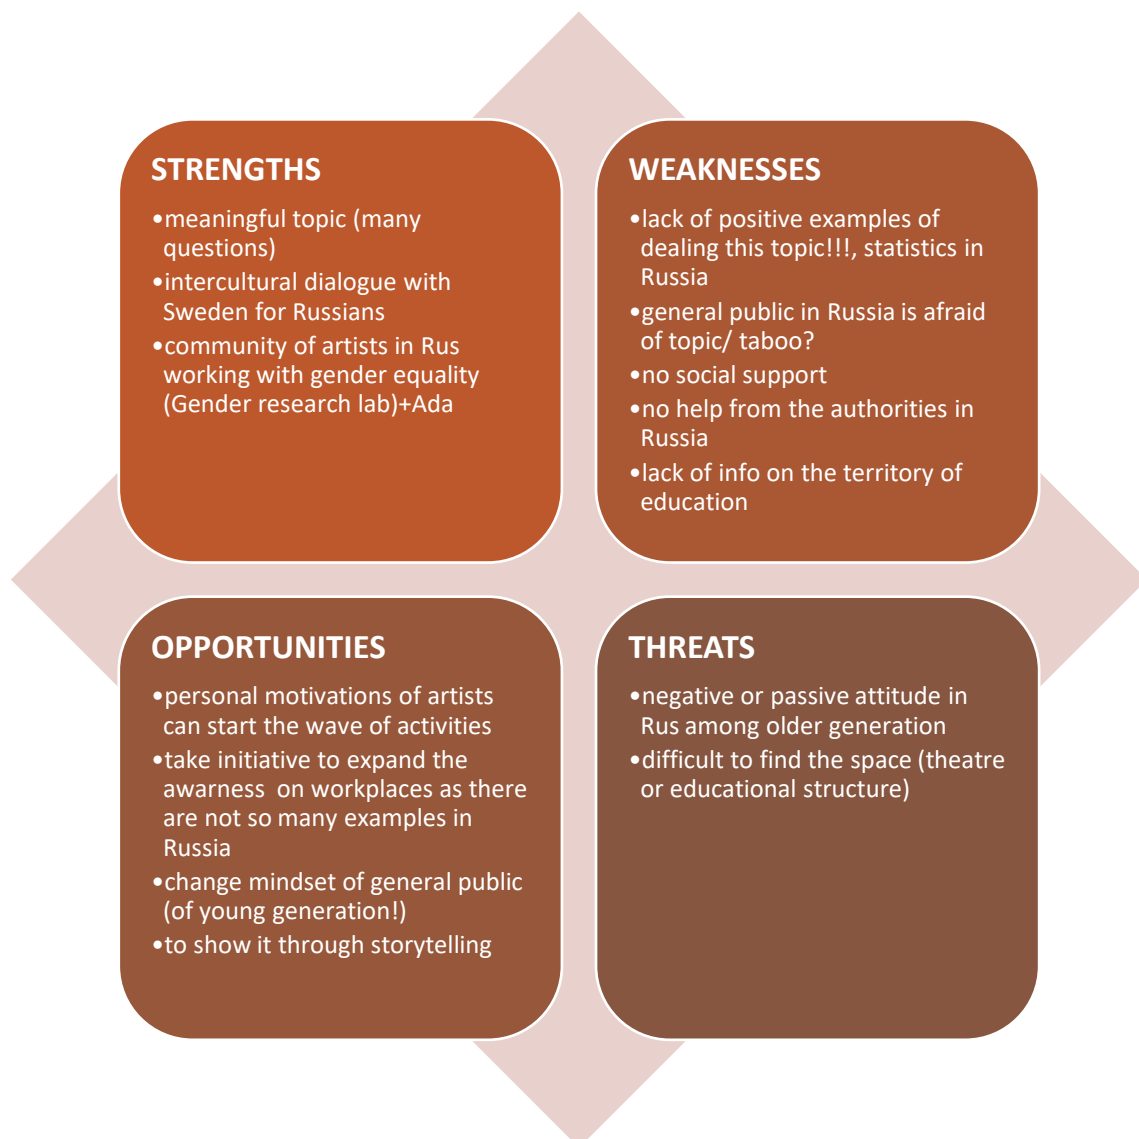 STRENGTHS
•meaningful topic (many
questions)
•intercultural dialogue with
Sweden for Russians
•community of artists in Rus
working with gender equality
(Gender research lab)+Ada
WEAKNESSES
•lack of positive examples of
dealing this topic!!!, statistics in
Russia
•general public in Russia is afraid
of topic/ taboo?
•no social support
•no help from the authorities in
Russia
•lack of info on the territory of
education
OPPORTUNITIES
•personal motivations of artists
can start the wave of activities
•take initiative to expand the
awarness  on workplaces as there
are not so many examples in
Russia
•change mindset of general public
(of young generation!)
•to show it through storytelling
THREATS
•negative or passive attitude in
Rus among older generation
•difficult to find the space (theatre
or educational structure)